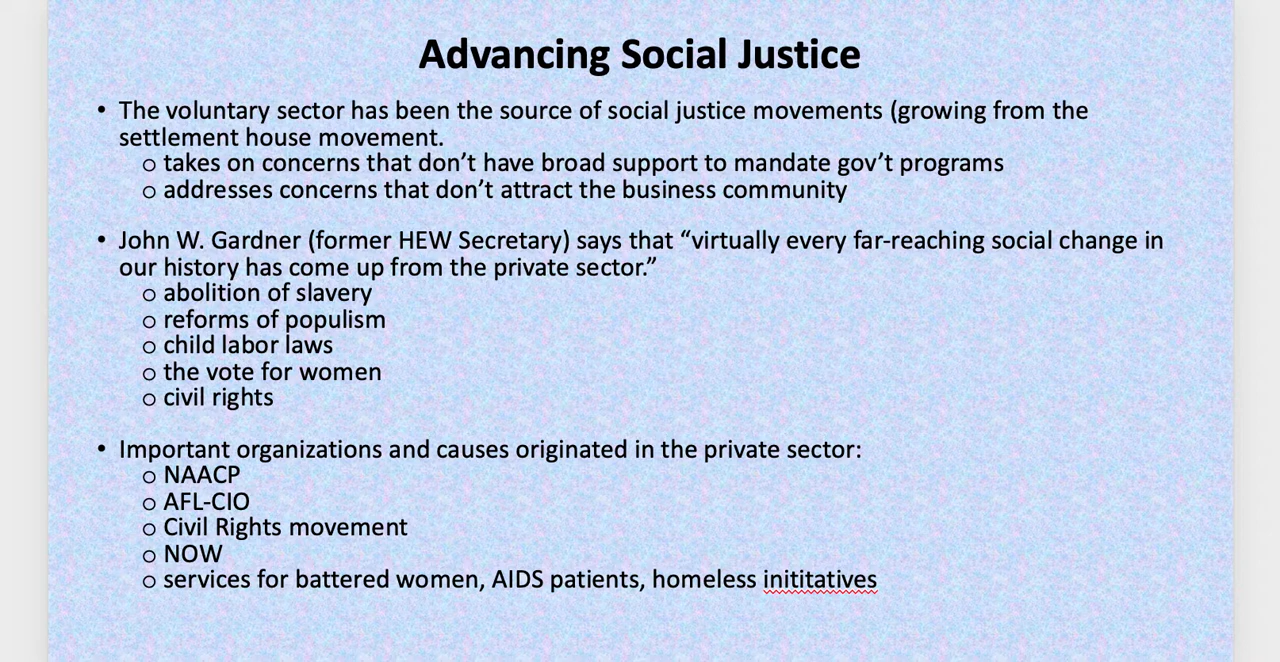 Advancing Social Justice
• The voluntary sector has been the source of social justice movements (growing from the
settlement house movement.
o takes on concerns that don’t have broad support to mandate gov’t programs
o addresses concerns that don’t attract the business community
• John W. Gardner (former HEW Secretary) says that “virtually every far-reaching social change in
our history has come up from the private sector.”
o abolition of slavery
o reforms of populism
o child labor laws
o the vote for women
o civil rights
• Important organizations and causes originated in the private sector:
o NAACP
o AFL-CIO
o Civil Rights movement
o NOW
o services for battered women, AIDS patients, homeless inititatives